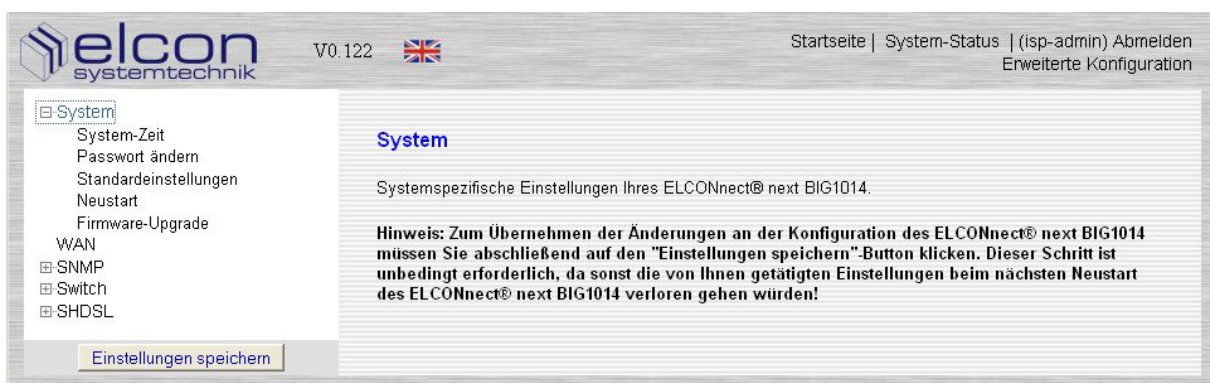 elcon
systemtechnik
V0.122
Startseite | System-Status | (isp-admin) Abmelden
Erweiterte Konfiguration
System
System-Zeit
Passwort ändern
Standardeinstellungen
Neustart
Firmware-Upgrade
WAN
SNMP
Switch
SHDSL
Einstellungen speichern
System
Systemspezifische Einstellungen Ihres ELCONnect® next BIG1014.
Hinweis: Zum Übernehmen der Änderungen an der Konfiguration des ELCONnect® next BIG1014
müssen Sie abschließend auf den "Einstellungen speichern"-Button klicken. Dieser Schritt ist
unbedingt erforderlich, da sonst die von Ihnen getätigten Einstellungen beim nächsten Neustart
des ELCONnect® next BIG1014 verloren gehen würden!